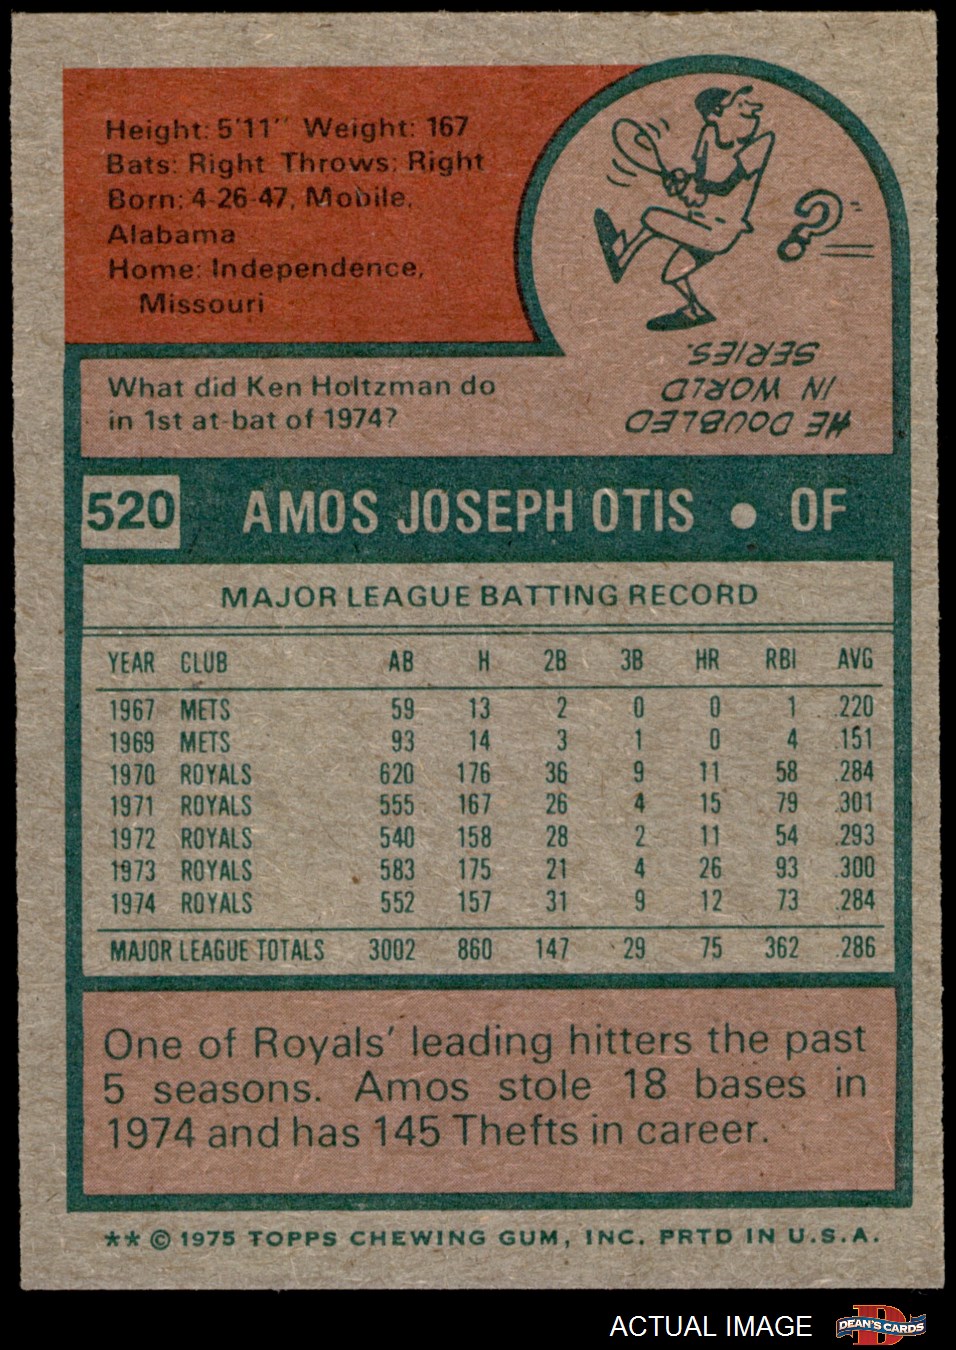 Height: 5'11" Weight: 167
Bats: Right Throws: Right
Born: 4-26-47, Mobile,
Alabama
Home: Independence,
Missouri
What did Ken Holtzman do
in 1st at-bat of 1974?
HE DOUBLED
IN WORLD
SERIES.
520 AMOS JOSEPH OTIS • OF
MAJOR LEAGUE BATTING RECORD
YEAR CLUB AB H 2B 3B HR RBI AVG
1967 METS 59 13 2 0 0 1 .220
1969 METS 93 14 3 1 0 4 .151
1970 ROYALS 620 176 36 9 11 58 .284
1971 ROYALS 555 167 26 4 15 79 .301
1972 ROYALS 540 158 28 2 11 54 .293
1973 ROYALS 583 175 21 4 26 93 .300
1974 ROYALS 552 157 31 9 12 73 .284
MAJOR LEAGUE TOTALS 3002 860 147 29 75 362 .286
One of Royals' leading hitters the past
5 seasons. Amos stole 18 bases in
1974 and has 145 Thefts in career.
** © 1975 TOPPS CHEWING GUM, INC. PRTD IN U.S.A.
ACTUAL IMAGE D DEAN'S CARDS